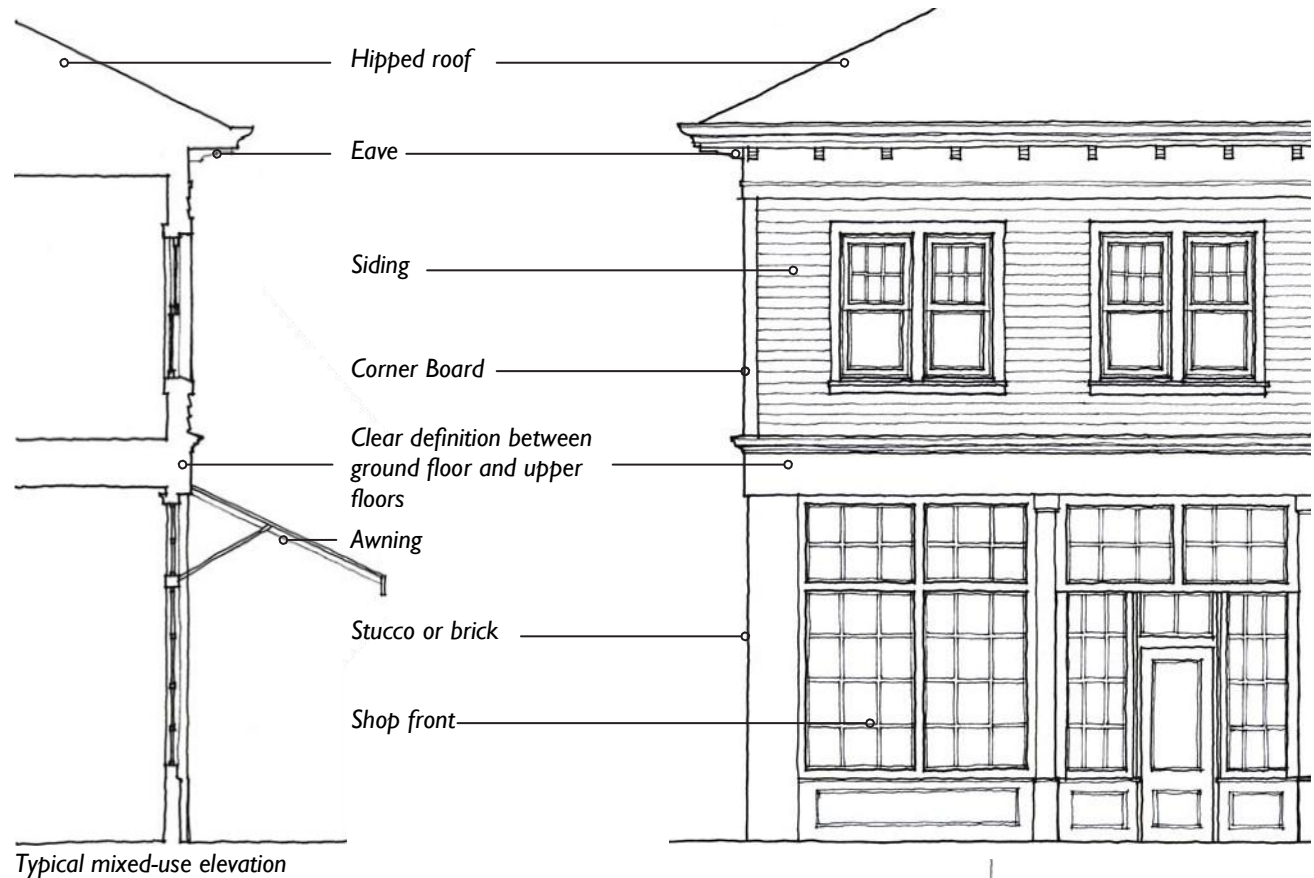 Hipped roof
Eave
Siding
Corner Board
Clear definition between
ground floor and upper
floors
Awning
Stucco or brick
Shop front
Typical mixed-use elevation